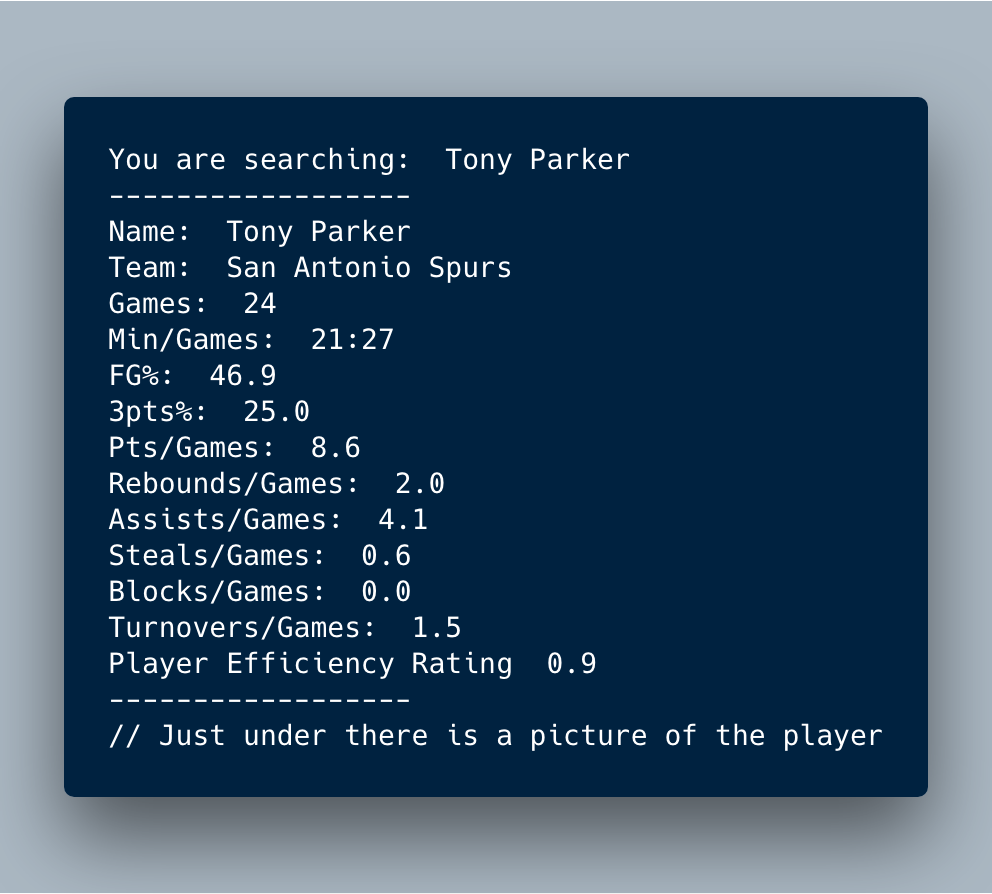 You are searching:  Tony Parker
------------------
Name:  Tony Parker
Team:  San Antonio Spurs
Games:  24
Min/Games:  21:27
FG%:  46.9
3pts%:  25.0
Pts/Games:  8.6
Rebounds/Games:  2.0
Assists/Games:  4.1
Steals/Games:  0.6
Blocks/Games:  0.0
Turnovers/Games:  1.5
Player Efficiency Rating  0.9
------------------
// Just under there is a picture of the player